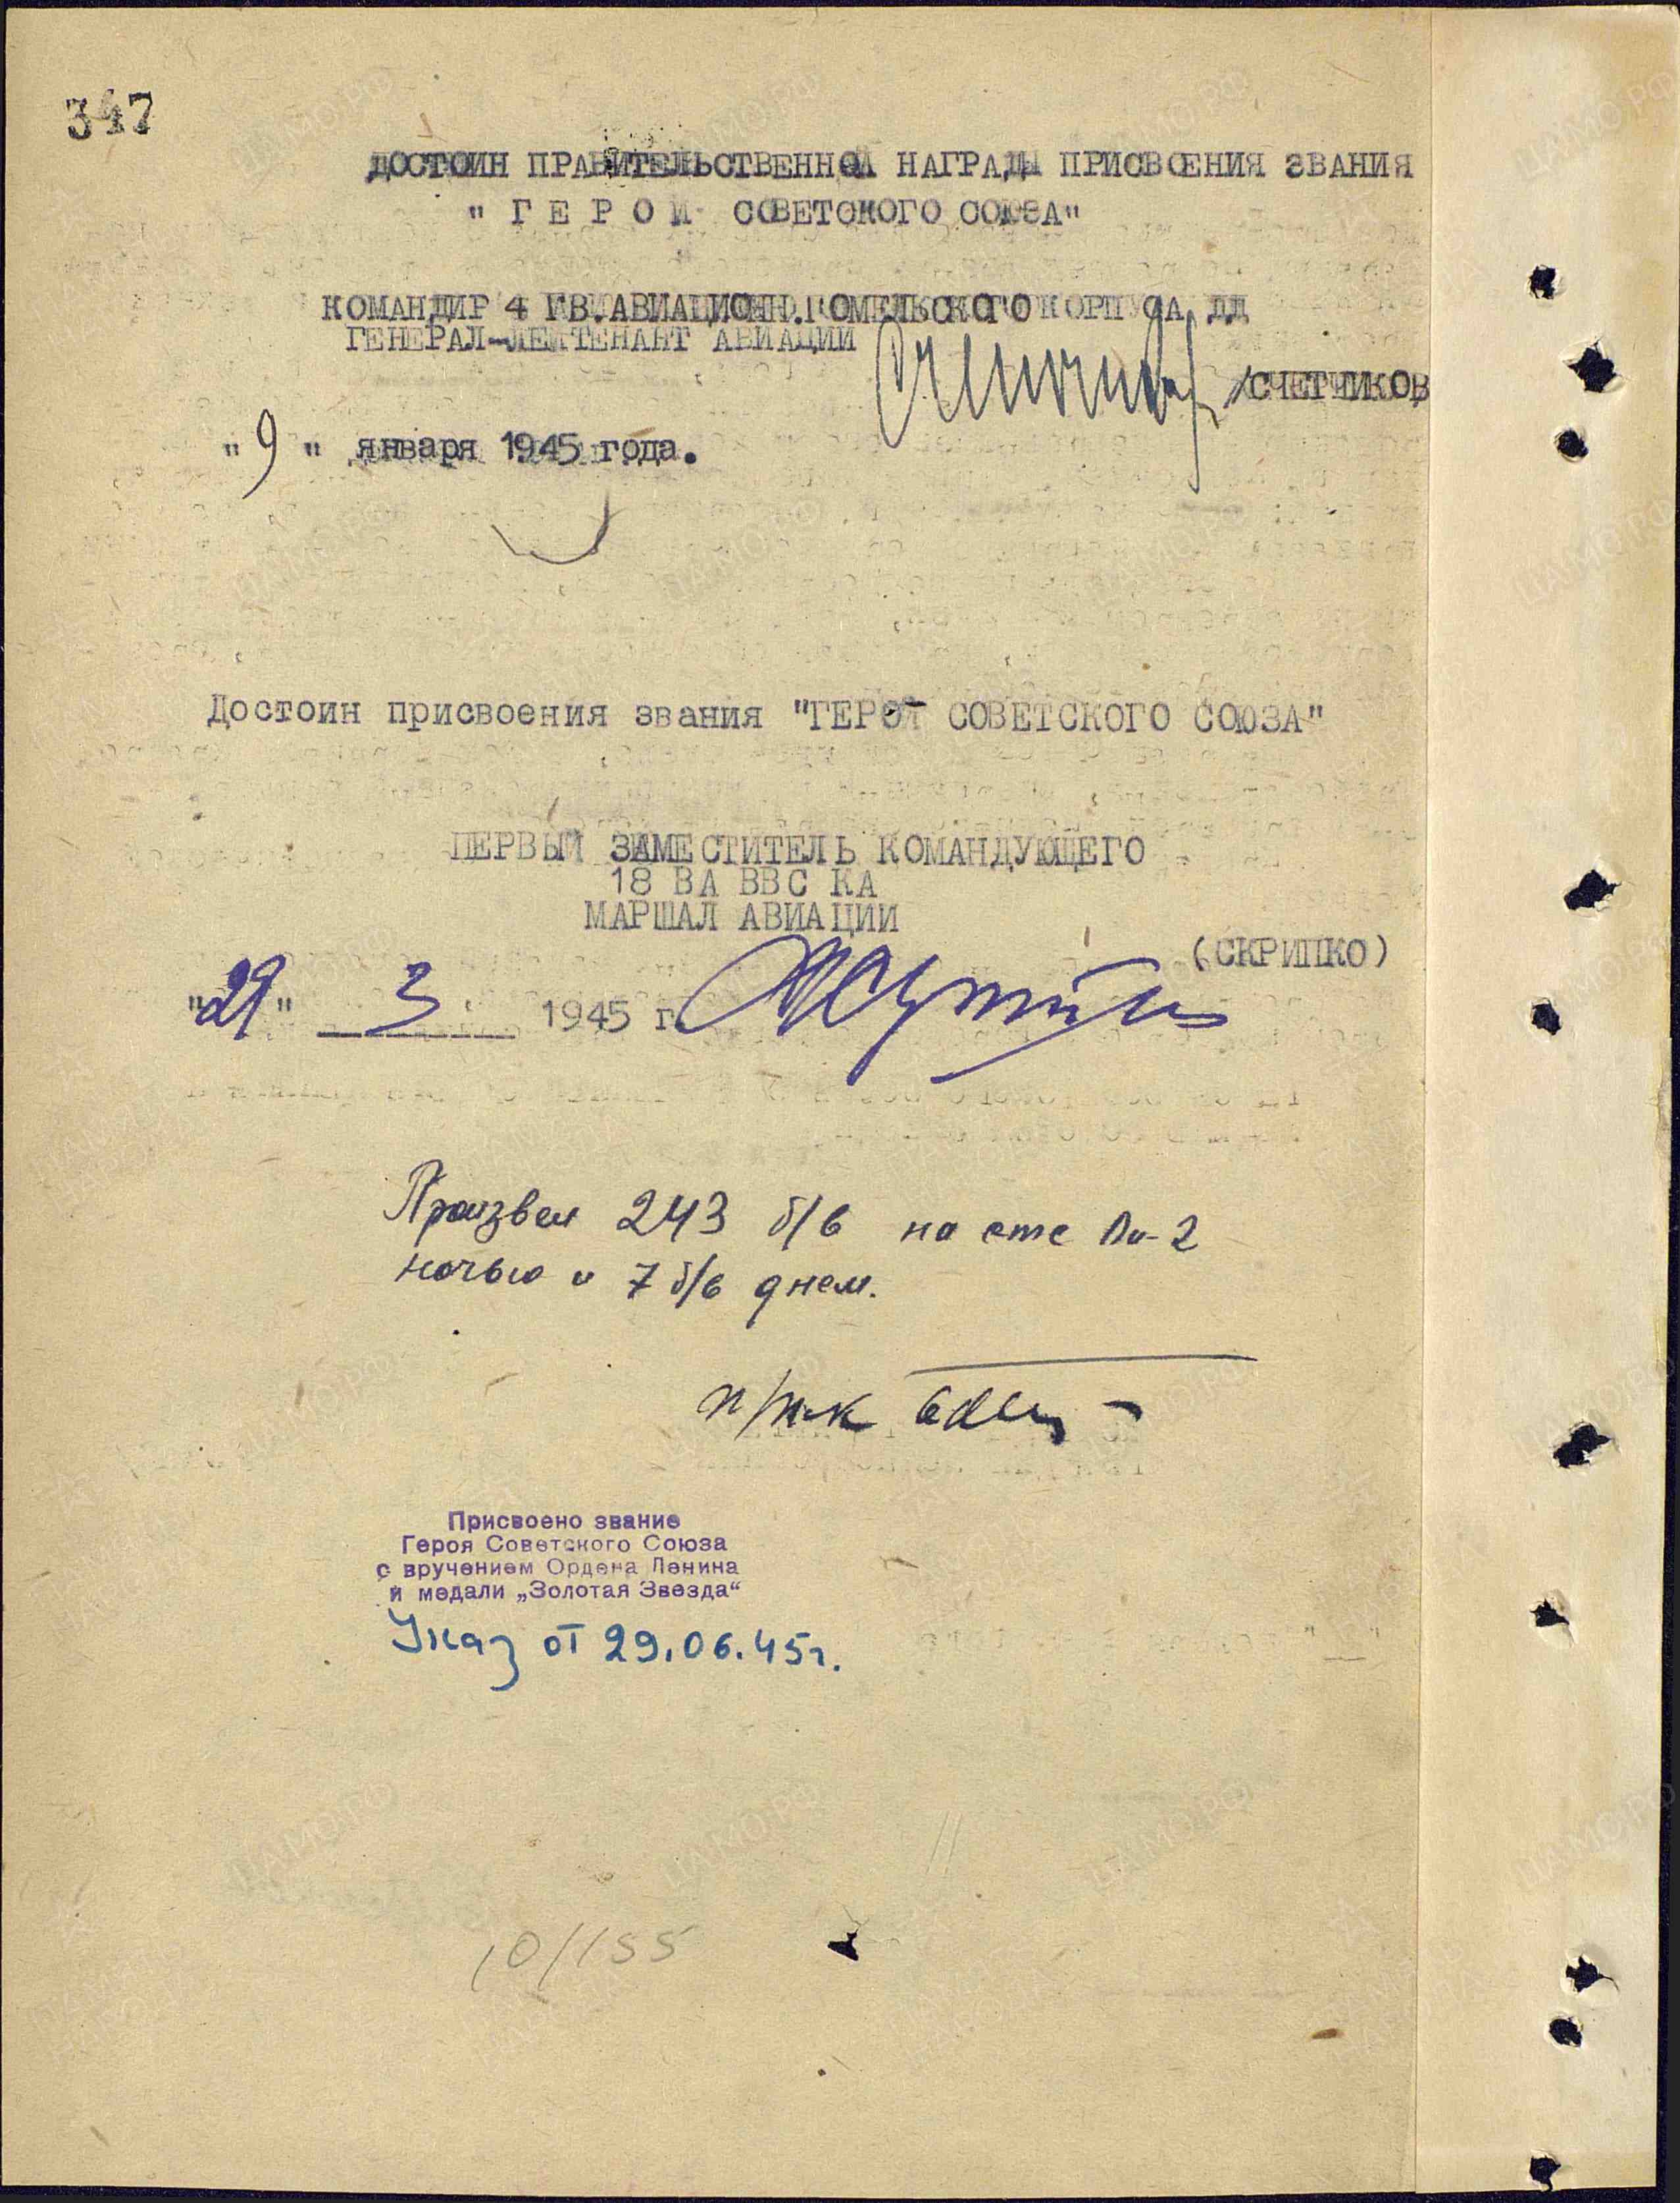 347
ДОСТОИН ПРАВИТЕЛЬСТВЕННОЙ НАГРАДЫ ПРИСВОЕНИЯ ЗВАНИЯ
"ГЕРОЙ СОВЕТСКОГО СОЮЗА"
КОМАНДИР 4 ГВ.АВИАЦИОНН.ГОМЕЛЬСКОГО КОРПУСА ДД
ГЕНЕРАЛ-ЛЕЙТЕНАНТ АВИАЦИИ
/СЧЕТЧИКОВ
"9" января 1945 года.
Достоин присвоения звания "ГЕРОЯ СОВЕТСКОГО СОЮЗА"
ПЕРВЫЙ ЗАМЕСТИТЕЛЬ КОМАНДУЮЩЕГО
18 ВА ВВС КА
МАРШАЛ АВИАЦИИ
(СКРИПКО)
"29" 3 1945 г.
Произвел 243 б/в на сте Ли-2
ночью и 7 б/в днем.
п/п-к
Присвоено звание
Героя Советского Союза
с вручением Ордена Ленина
и медали „Золотая Звезда“
Указ от 29.06.45г.
10/155